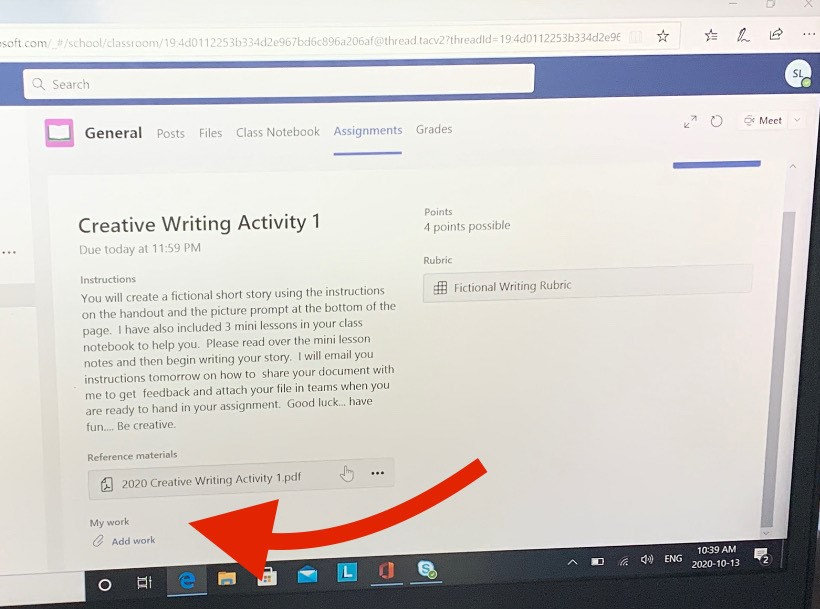 esoft.com/_#/school/classroom/19:4d0112253b334d2e967bd6c896a206af@thread.tacv2?threadId=19:4d0112253b334d2e96
Search
SL
General Posts Files Class Notebook Assignments Grades
Meet
Creative Writing Activity 1
Due today at 11:59 PM
Points
4 points possible
Rubric
Fictional Writing Rubric
Instructions
You will create a fictional short story using the instructions
on the handout and the picture prompt at the bottom of the
page. I have also included 3 mini lessons in your class
notebook to help you. Please read over the mini lesson
notes and then begin writing your story. I will email you
instructions tomorrow on how to share your document with
me to get feedback and attach your file in teams when you
are ready to hand in your assignment. Good luck... have
fun.... Be creative.
Reference materials
2020 Creative Writing Activity 1.pdf
My work
Add work
L
S
ENG
10:39 AM
2020-10-13
2